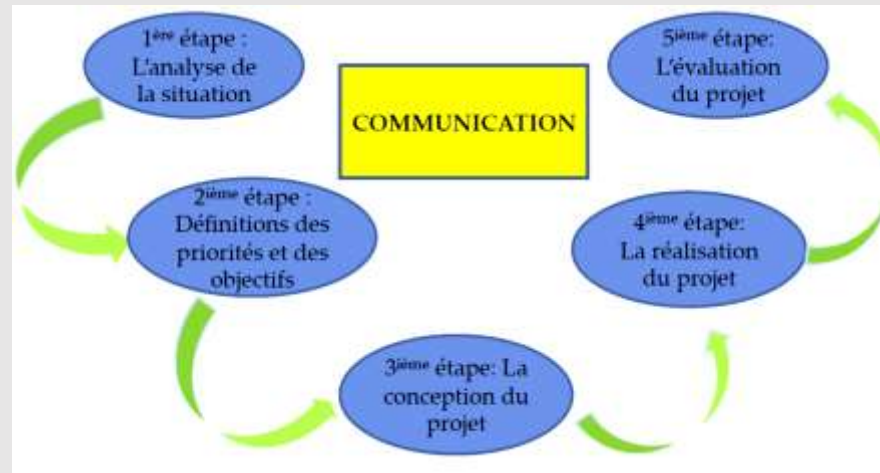 1ère étape :
L'analyse de
la situation
COMMUNICATION
5ième étape:
L'évaluation
du projet
2ième étape :
Définitions des
priorités et des
objectifs
4ième étape:
La réalisation
du projet
3ième étape: La
conception du
projet